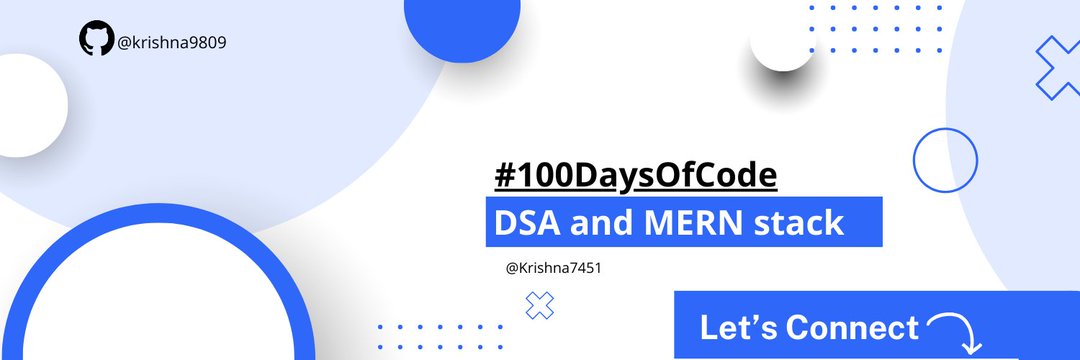 @krishna9809
#100DaysOfCode
DSA and MERN stack
@Krishna7451
Let’s Connect